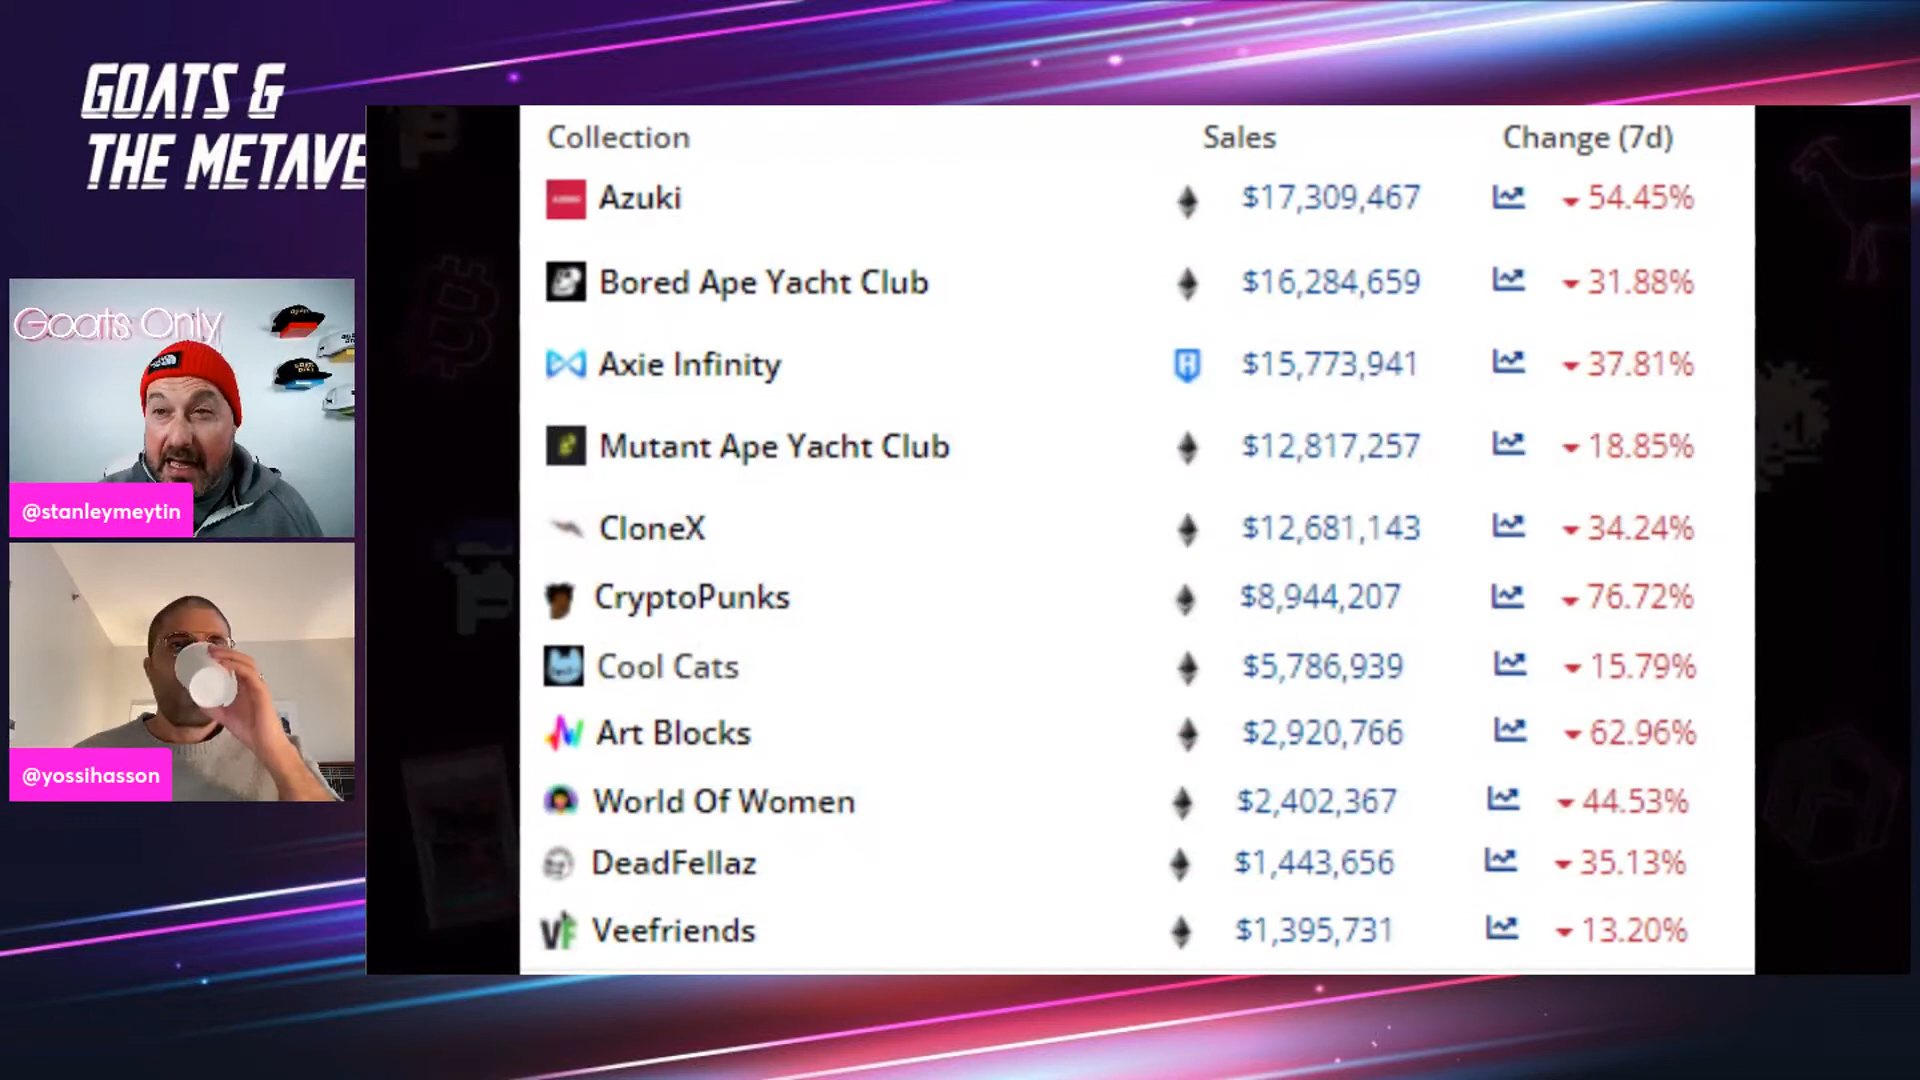 GOATS &
THE METAVE
Goats Only
@stanleymeytin
@yossihasson
Collection Sales Change (7d)
Azuki $17,309,467 54.45%
Bored Ape Yacht Club $16,284,659 31.88%
Axie Infinity $15,773,941 37.81%
Mutant Ape Yacht Club $12,817,257 18.85%
CloneX $12,681,143 34.24%
CryptoPunks $8,944,207 76.72%
Cool Cats $5,786,939 15.79%
Art Blocks $2,920,766 62.96%
World Of Women $2,402,367 44.53%
DeadFellaz $1,443,656 35.13%
VF Veefriends $1,395,731 13.20%